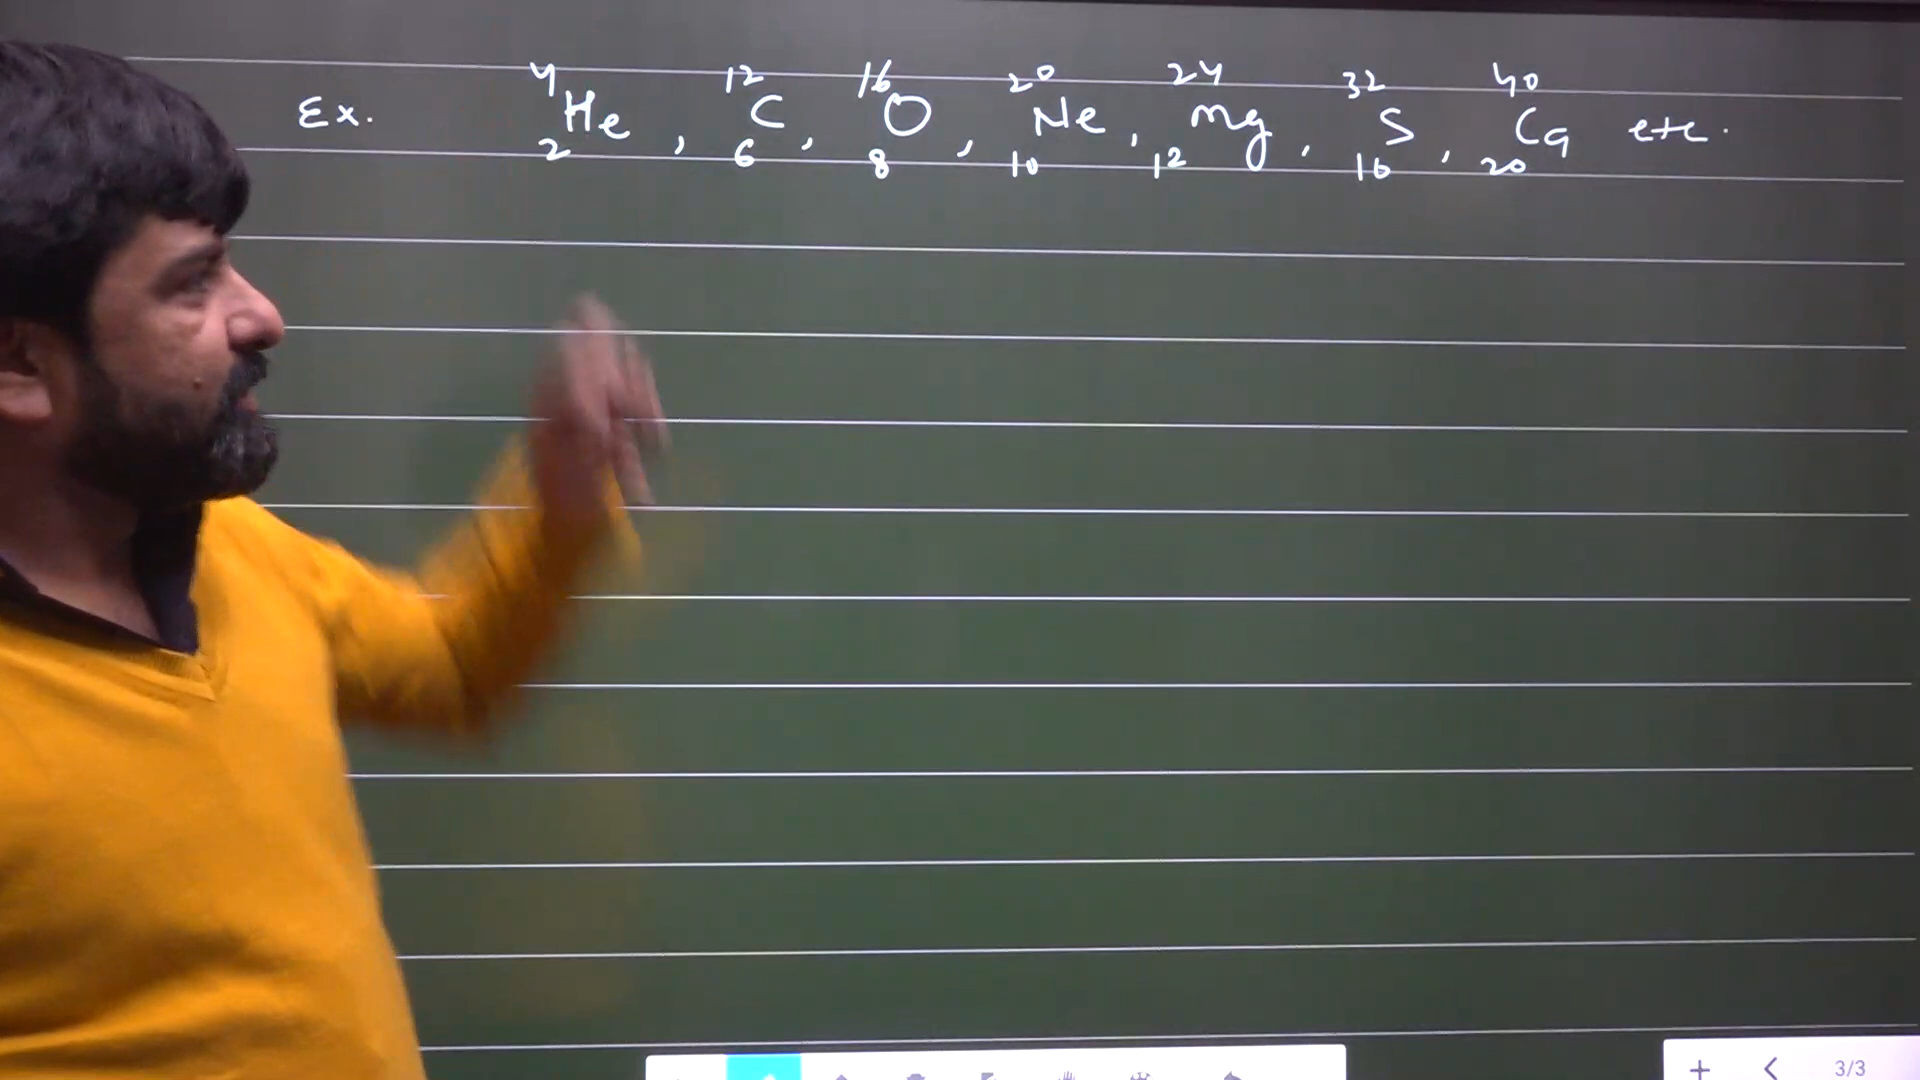 Ex. ⁴₂He , ¹²₆C , ¹⁶₈O , ²⁰₁₀Ne , ²⁴₁₂Mg , ³²₁₆S , ⁴⁰₂₀Ca etc.
3/3